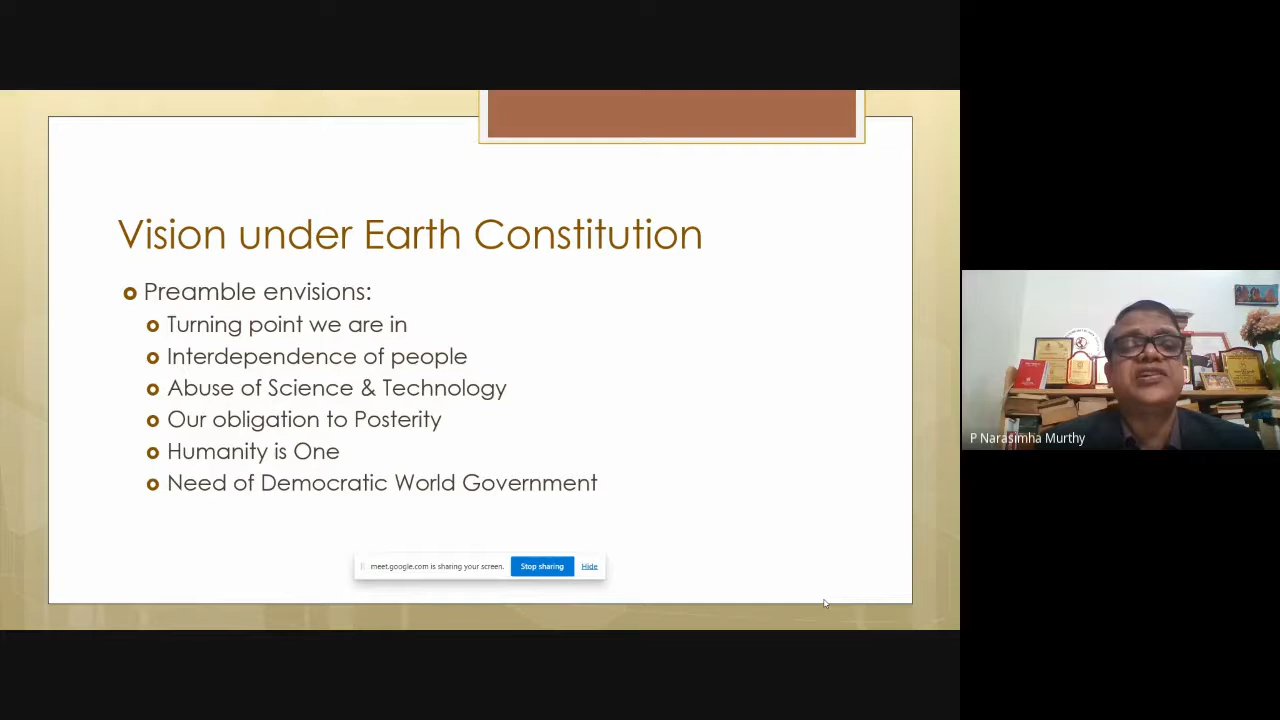 Vision under Earth Constitution
Preamble envisions:
Turning point we are in
Interdependence of people
Abuse of Science & Technology
Our obligation to Posterity
Humanity is One
Need of Democratic World Government
meet.google.com is sharing your screen. Stop sharing Hide
P Narasimha Murthy